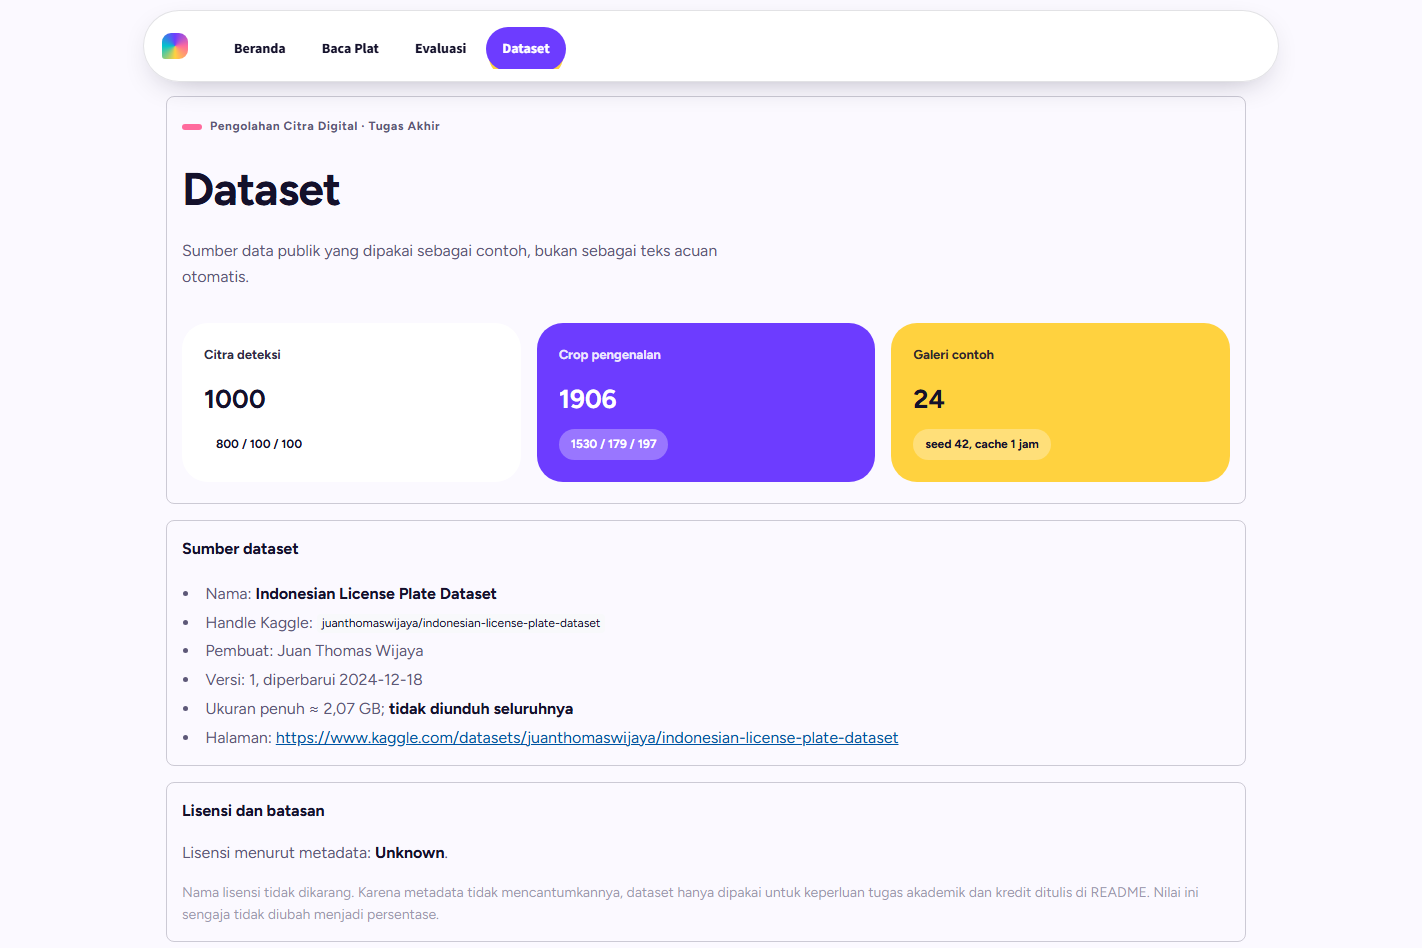 Beranda
Baca Plat
Evaluasi
Dataset
Pengolahan Citra Digital · Tugas Akhir
Dataset
Sumber data publik yang dipakai sebagai contoh, bukan sebagai teks acuan
otomatis.
Citra deteksi
1000
800 / 100 / 100
Crop pengenalan
1906
1530 / 179 / 197
Galeri contoh
24
seed 42, cache 1 jam
Sumber dataset
• Nama: Indonesian License Plate Dataset
• Handle Kaggle: juanthomaswijaya/indonesian-license-plate-dataset
• Pembuat: Juan Thomas Wijaya
• Versi: 1, diperbarui 2024-12-18
• Ukuran penuh ≈ 2,07 GB; tidak diunduh seluruhnya
• Halaman: https://www.kaggle.com/datasets/juanthomaswijaya/indonesian-license-plate-dataset
Lisensi dan batasan
Lisensi menurut metadata: Unknown.
Nama lisensi tidak dikarang. Karena metadata tidak mencantumkannya, dataset hanya dipakai untuk keperluan tugas akademik dan kredit ditulis di README. Nilai ini
sengaja tidak diubah menjadi persentase.